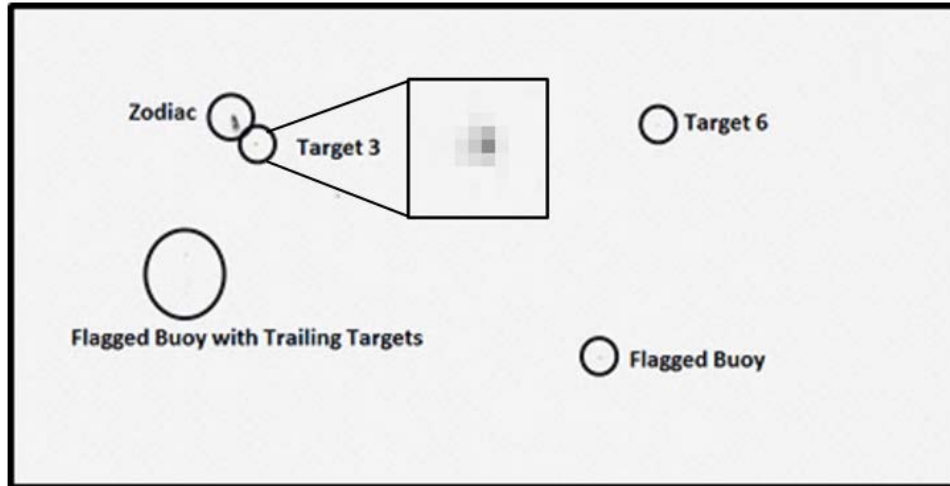 Zodiac
Target 3
Target 6
Flagged Buoy with Trailing Targets
Flagged Buoy